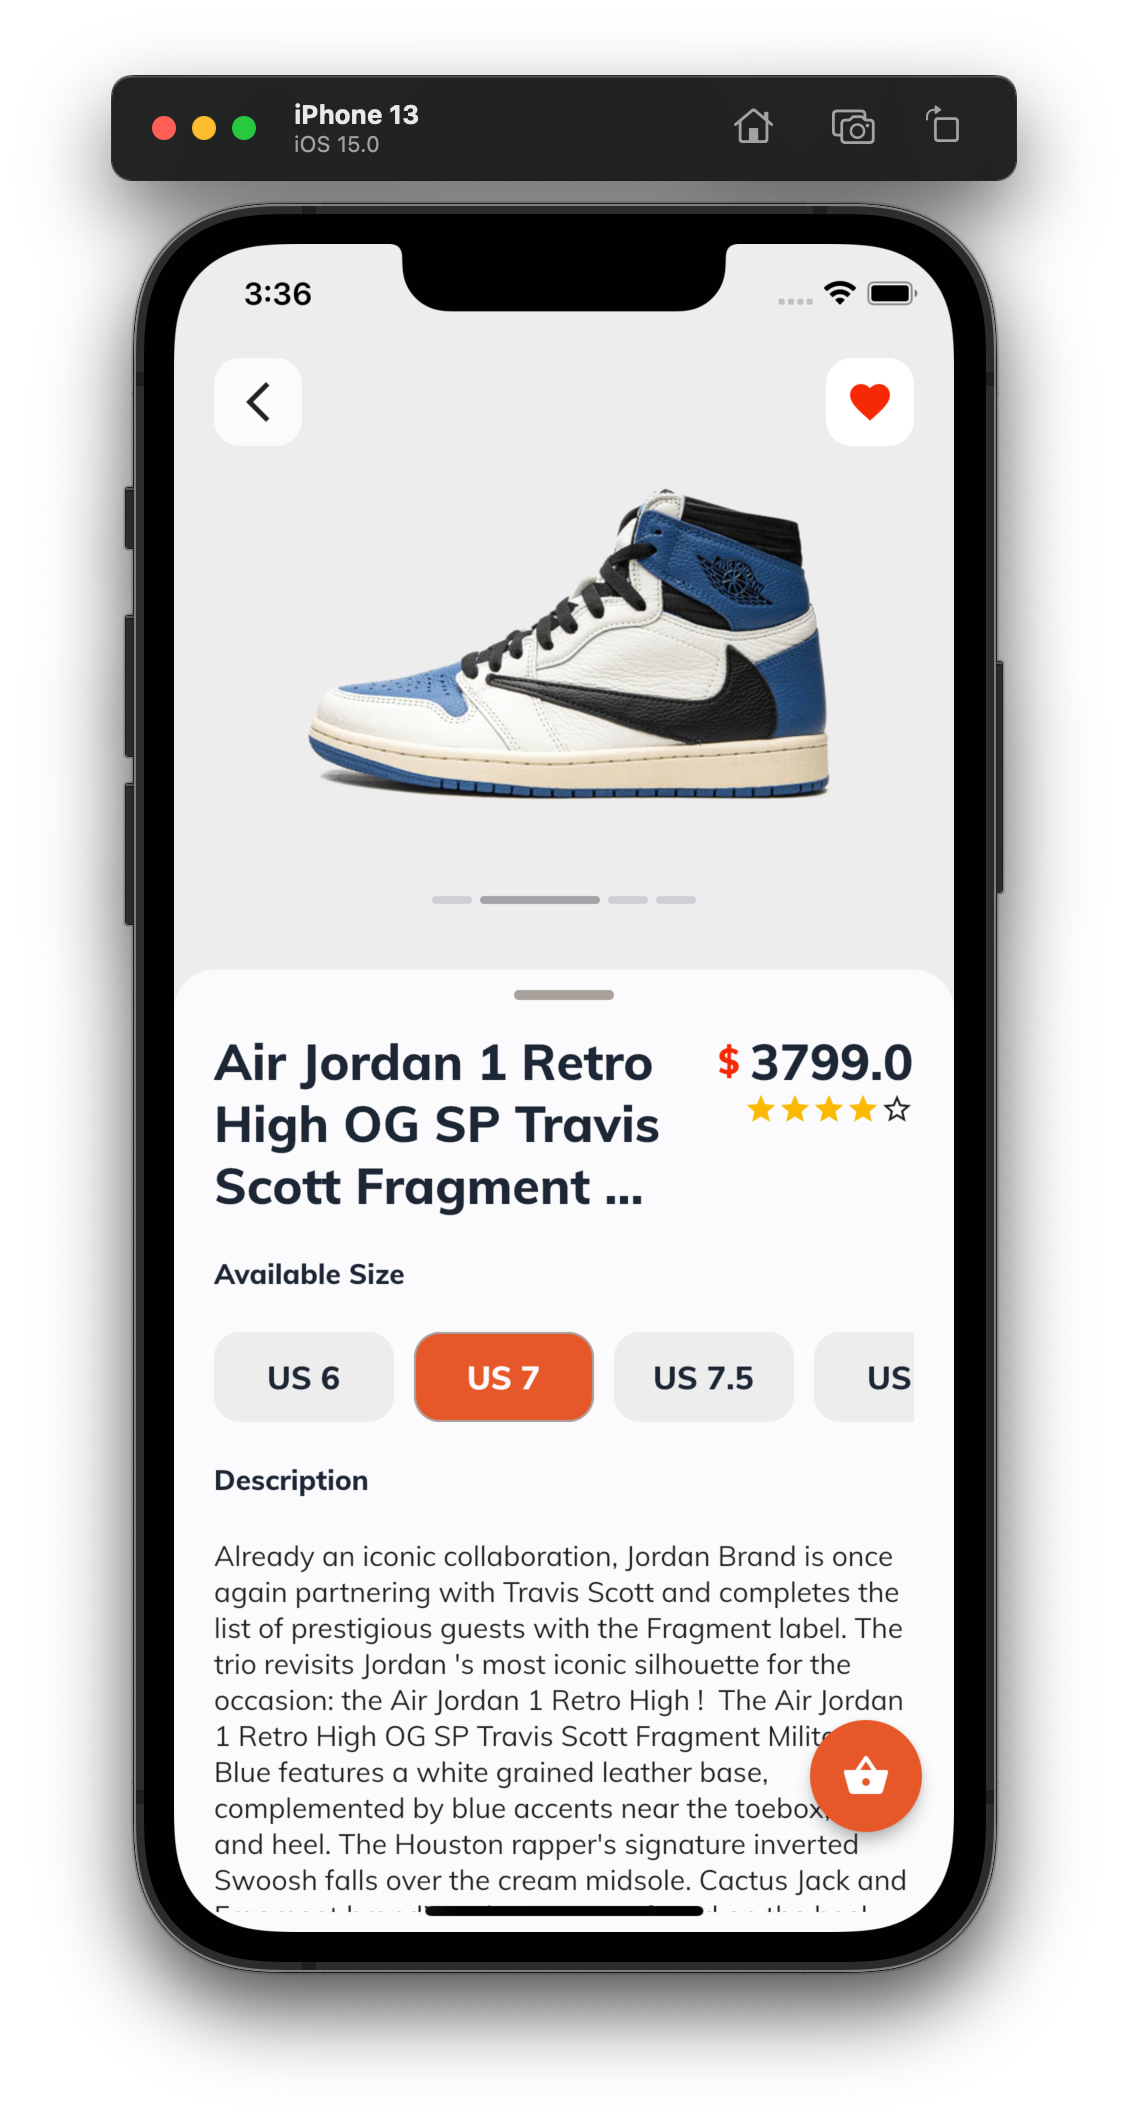 iPhone 13
iOS 15.0
3:36
Air Jordan 1 Retro
High OG SP Travis
Scott Fragment ...
$ 3799.0
Available Size
US 6
US 7
US 7.5
US
Description
Already an iconic collaboration, Jordan Brand is once
again partnering with Travis Scott and completes the
list of prestigious guests with the Fragment label. The
trio revisits Jordan 's most iconic silhouette for the
occasion: the Air Jordan 1 Retro High !  The Air Jordan
1 Retro High OG SP Travis Scott Fragment
Blue features a white grained leather base,
complemented by blue accents near the toebox,
and heel. The Houston rapper's signature inverted
Swoosh falls over the cream midsole. Cactus Jack and